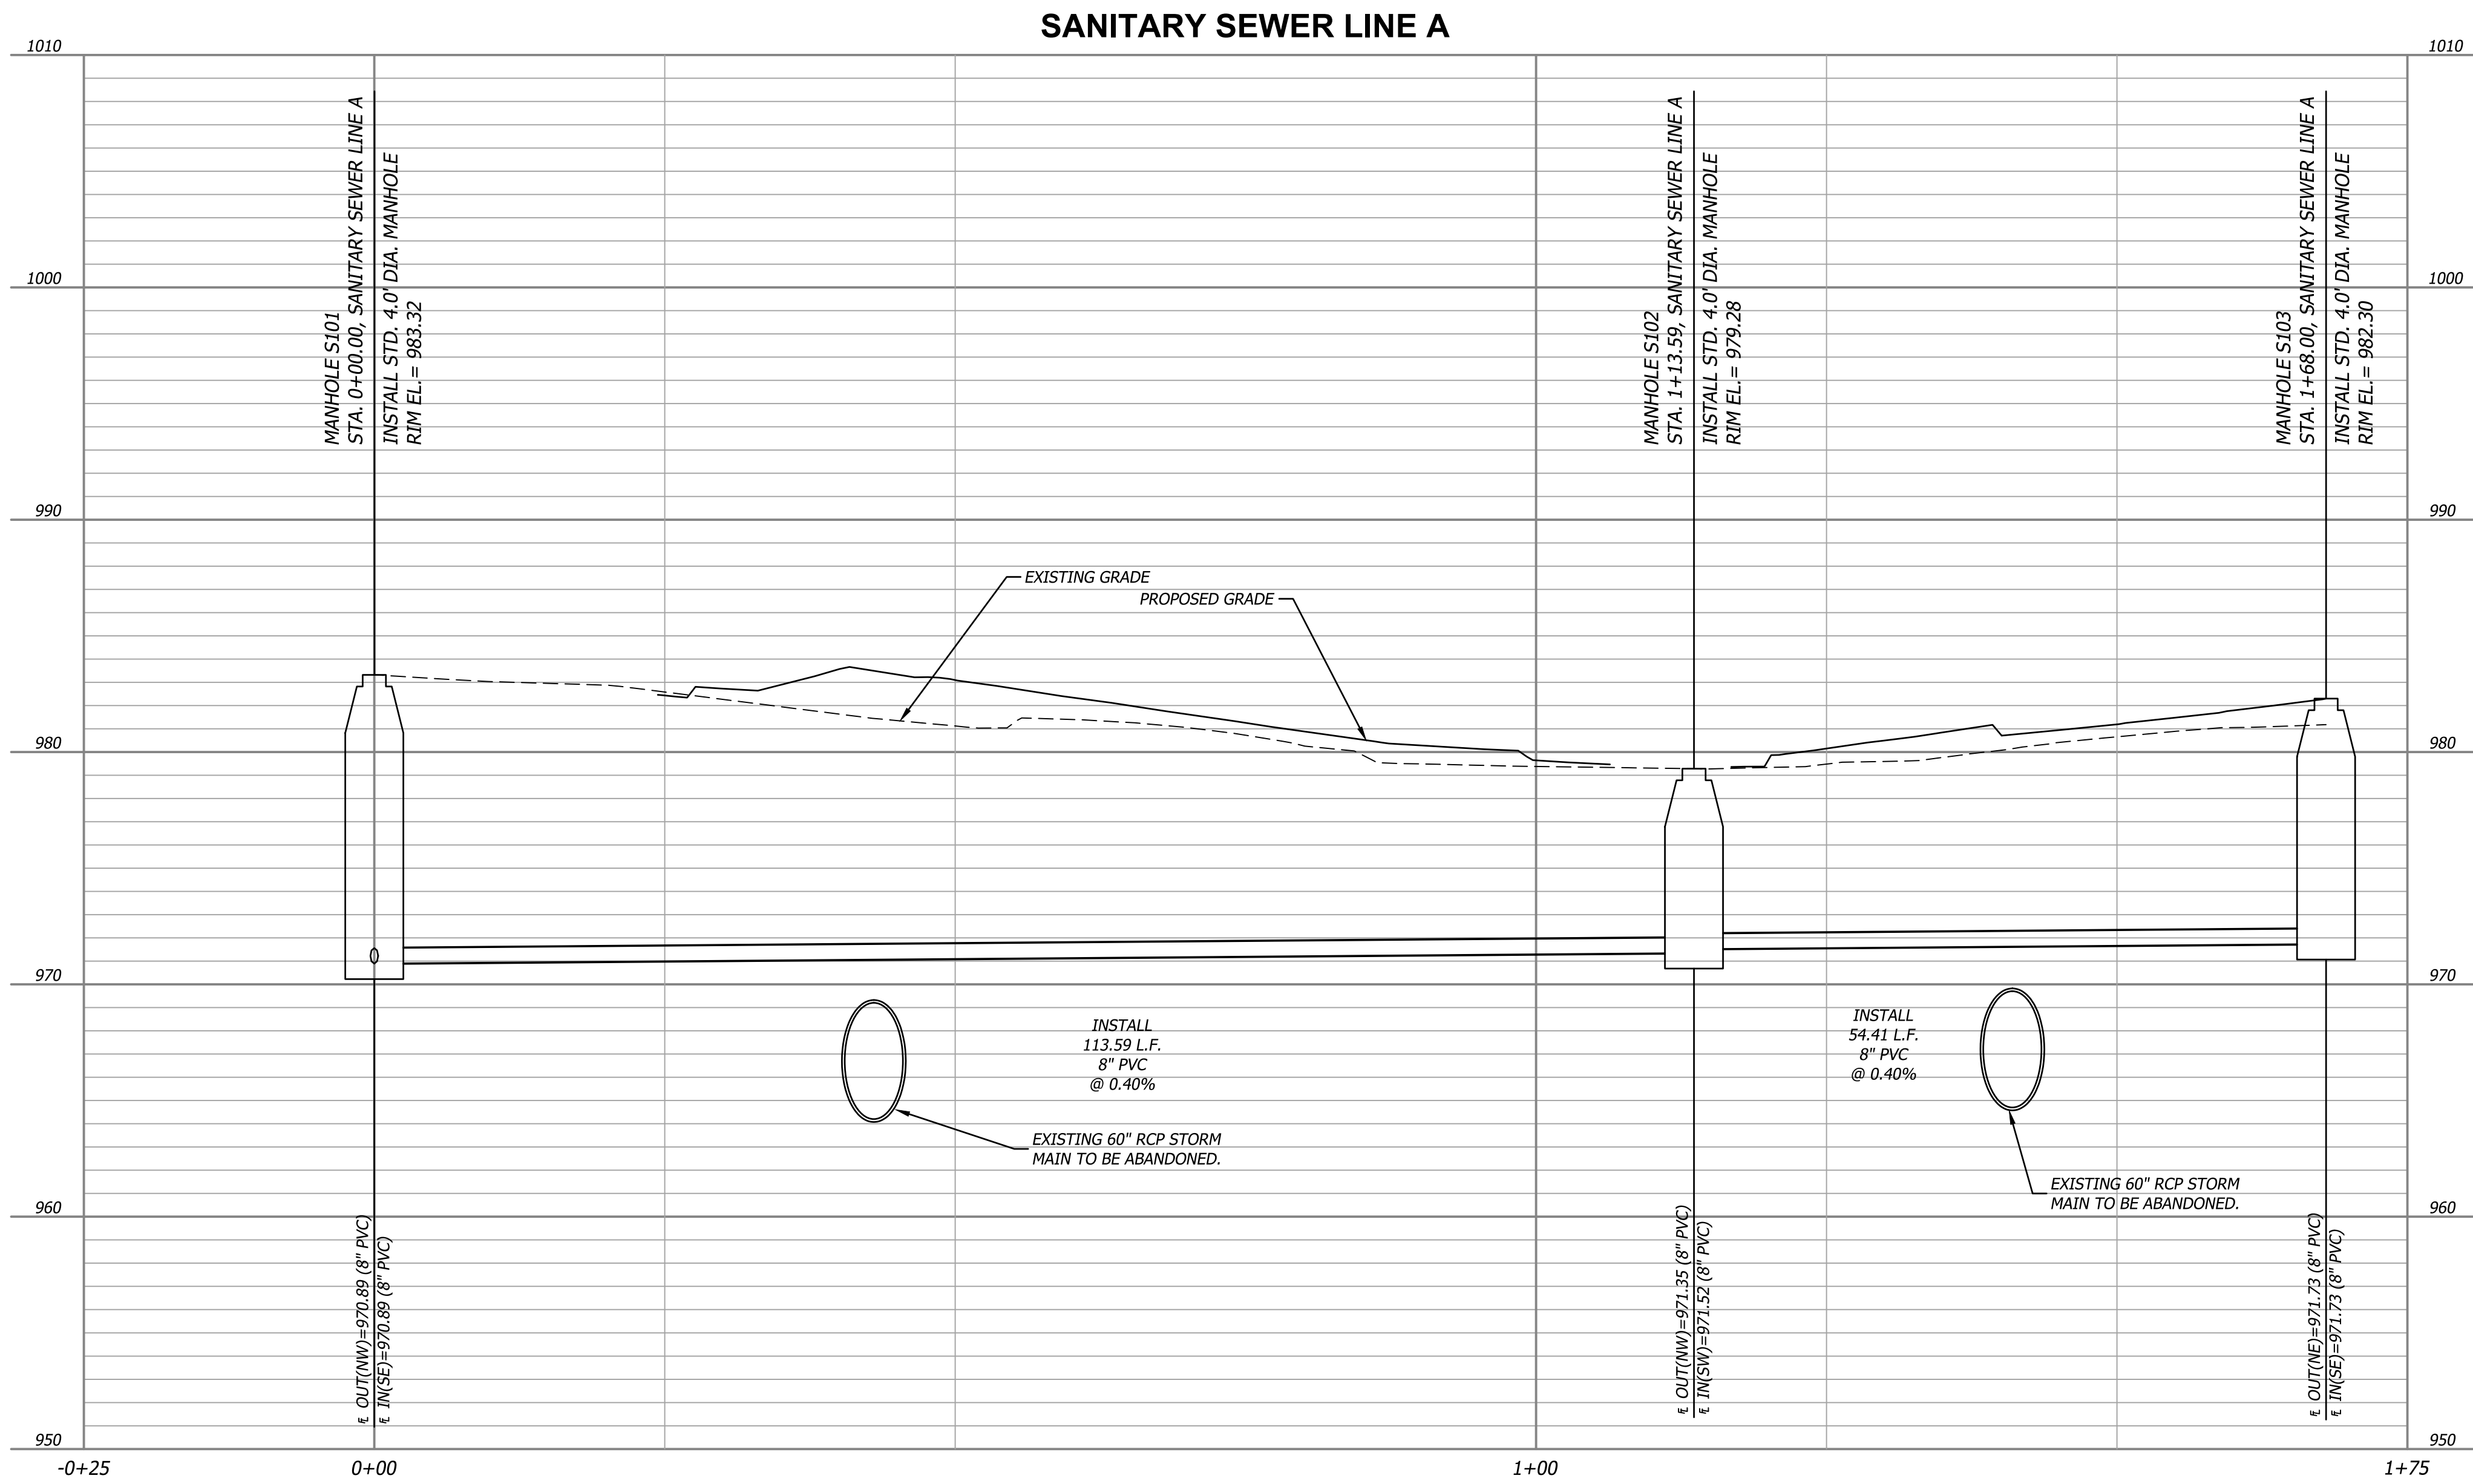 SANITARY SEWER LINE A
1010
1010
MANHOLE S101
STA. 0+00.00, SANITARY SEWER LINE A
INSTALL STD. 4.0' DIA. MANHOLE
RIM EL.= 983.32
MANHOLE S102
STA. 1+13.59, SANITARY SEWER LINE A
INSTALL STD. 4.0' DIA. MANHOLE
RIM EL.= 979.28
MANHOLE S103
STA. 1+68.00, SANITARY SEWER LINE A
INSTALL STD. 4.0' DIA. MANHOLE
RIM EL.= 982.30
1000
1000
990
990
EXISTING GRADE
PROPOSED GRADE
980
980
970
970
INSTALL
113.59 L.F.
8" PVC
@ 0.40%
INSTALL
54.41 L.F.
8" PVC
@ 0.40%
EXISTING 60" RCP STORM
MAIN TO BE ABANDONED.
EXISTING 60" RCP STORM
MAIN TO BE ABANDONED.
960
960
OUT(NW)=970.89 (8" PVC)
IN(SE)=970.89 (8" PVC)
OUT(NW)=971.35 (8" PVC)
IN(SW)=971.52 (8" PVC)
OUT(NE)=971.73 (8" PVC)
IN(SE)=971.73 (8" PVC)
950
950
-0+25
0+00
1+00
1+75